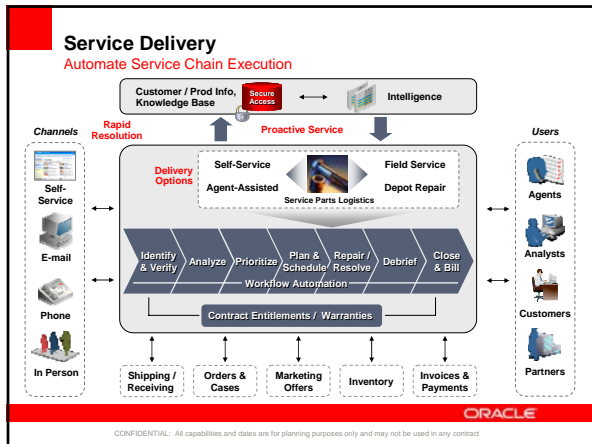 Service Delivery
Automate Service Chain Execution
Customer / Prod Info,
Knowledge Base
Secure
Access
Intelligence
Rapid
Resolution
Proactive Service
Channels
Self-
Service
E-mail
Phone
In Person
Delivery
Options
Self-Service
Agent-Assisted
Field Service
Depot Repair
Service Parts Logistics
Identify
& Verify
Analyze
Prioritize
Plan &
Schedule
Repair /
Resolve
Debrief
Close
& Bill
Workflow Automation
Contract Entitlements / Warranties
Users
Agents
Analysts
Customers
Partners
Shipping /
Receiving
Orders &
Cases
Marketing
Offers
Inventory
Invoices &
Payments
ORACLE
CONFIDENTIAL: All capabilities and dates are for planning purposes only and may not be used in any contract